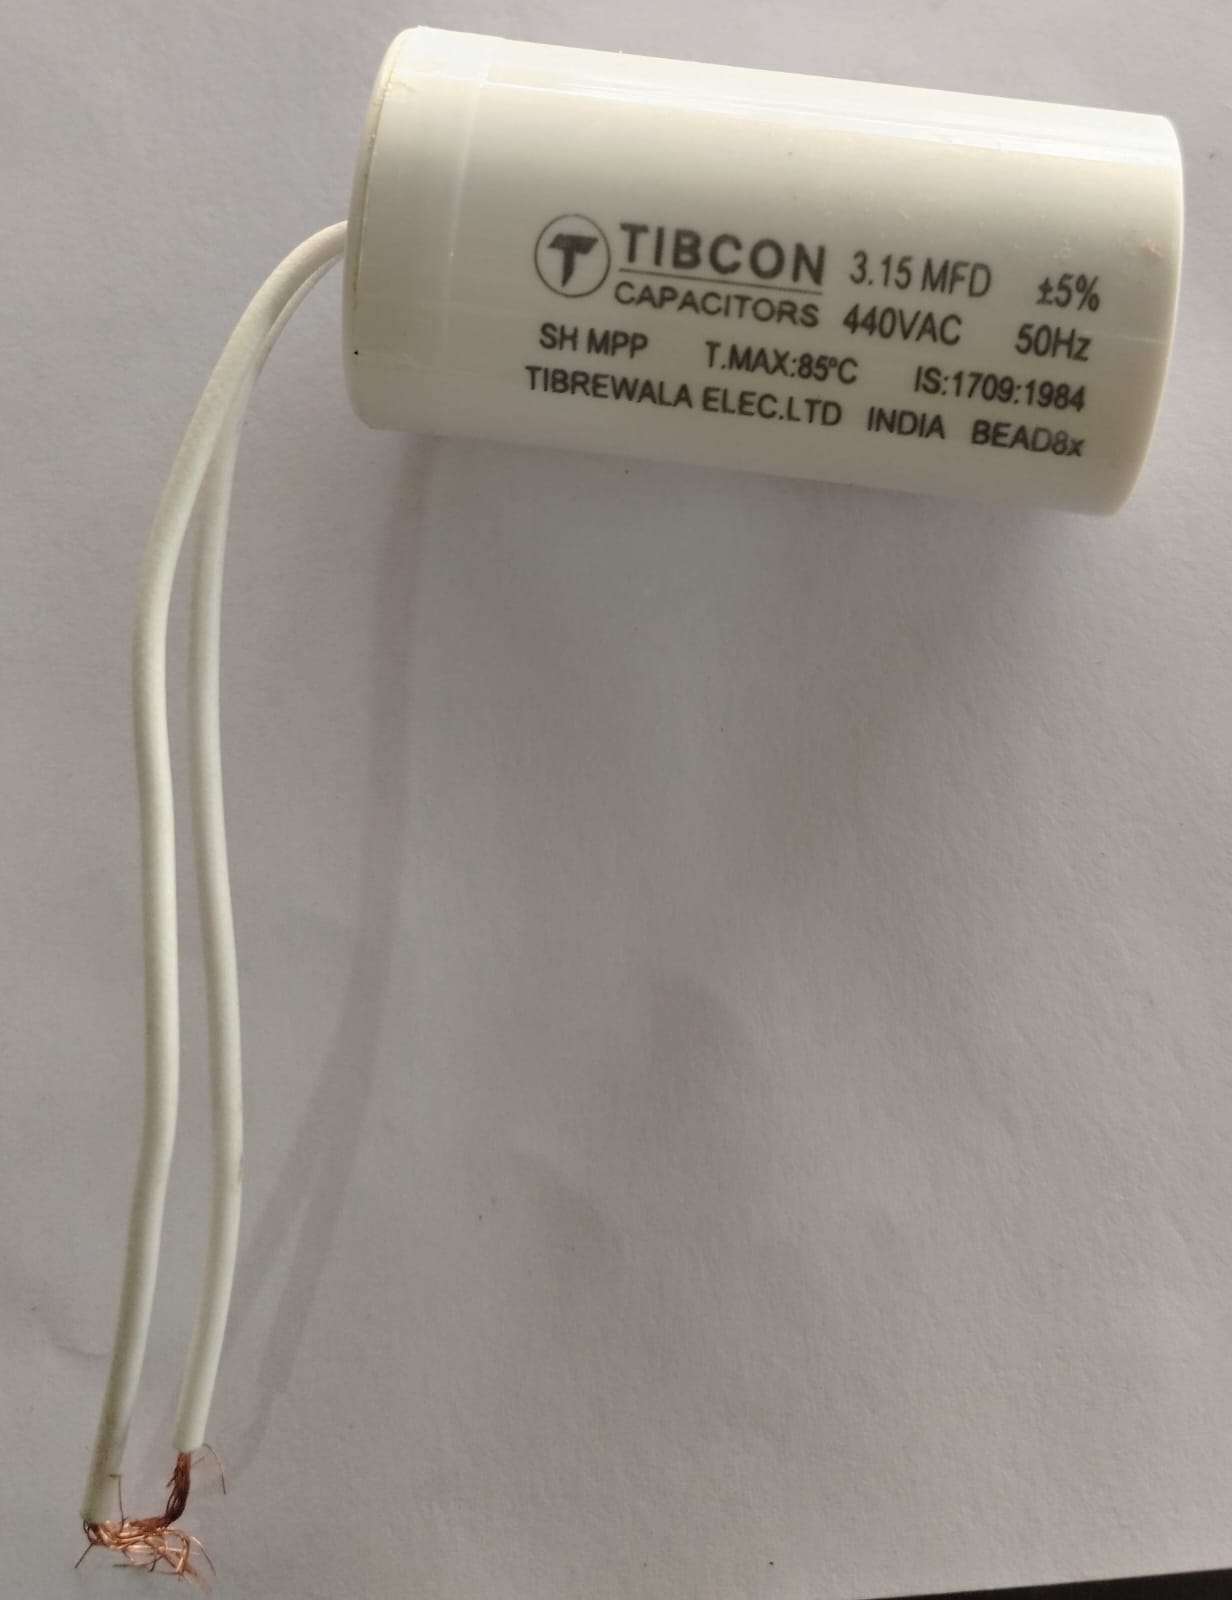 T TIBCON 3.15 MFD ±5%
CAPACITORS 440VAC 50Hz
SH MPP T.MAX:85°C IS:1709:1984
TIBREWALA ELEC.LTD INDIA BEAD8x